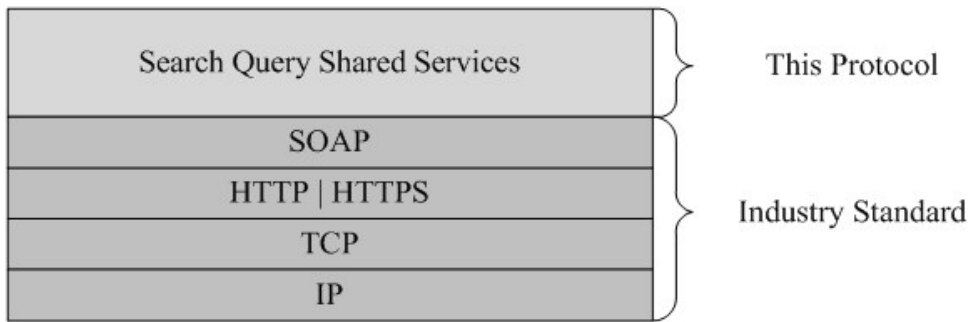 Search Query Shared Services
This Protocol
SOAP
HTTP | HTTPS
TCP
IP
Industry Standard